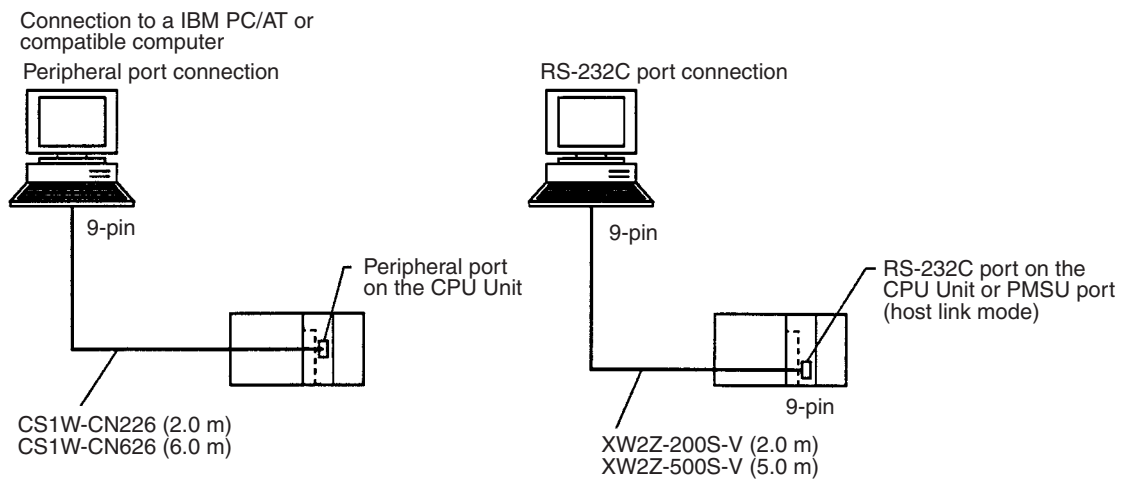 Connection to a IBM PC/AT or
compatible computer
Peripheral port connection
9-pin
Peripheral port
on the CPU Unit
CS1W-CN226 (2.0 m)
CS1W-CN626 (6.0 m)
RS-232C port connection
9-pin
RS-232C port on the
CPU Unit or PMSU port
(host link mode)
9-pin
XW2Z-200S-V (2.0 m)
XW2Z-500S-V (5.0 m)